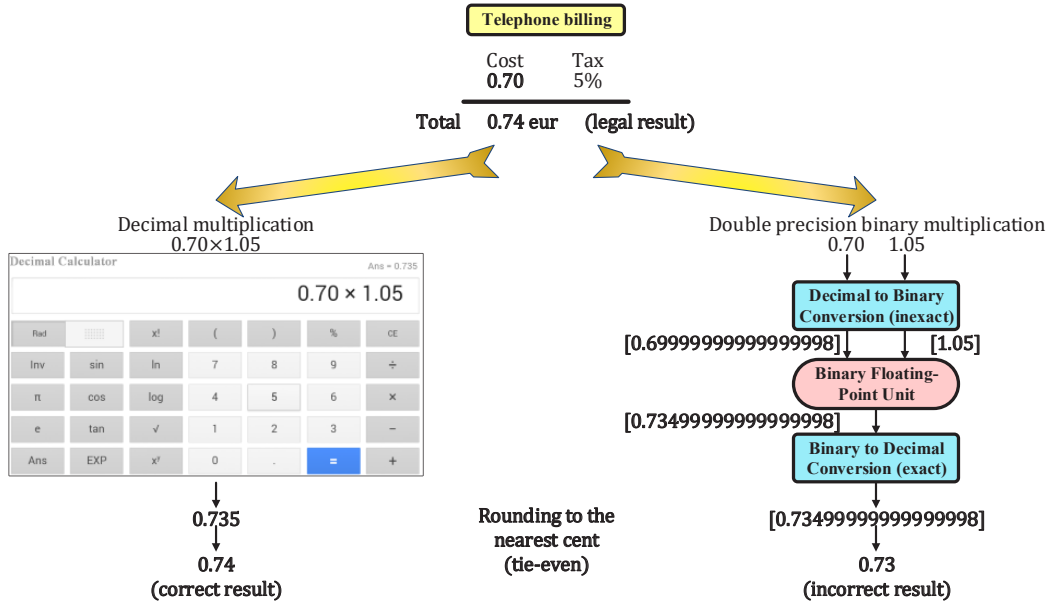 Telephone billing
Cost Tax
0.70 5%
Total 0.74 eur (legal result)
Decimal multiplication
0.70×1.05
Decimal Calculator
Ans = 0.735
0.70 × 1.05
Rad x! ( ) % CE
Inv sin ln 7 8 9 ÷
π cos log 4 5 6 ×
e tan √ 1 2 3 −
Ans EXP xʸ 0 . = +
0.735
0.74
(correct result)
Rounding to the
nearest cent
(tie-even)
Double precision binary multiplication
0.70 1.05
Decimal to Binary
Conversion (inexact)
[0.69999999999999998] [1.05]
Binary Floating-
Point Unit
[0.73499999999999998]
Binary to Decimal
Conversion (exact)
[0.73499999999999998]
0.73
(incorrect result)